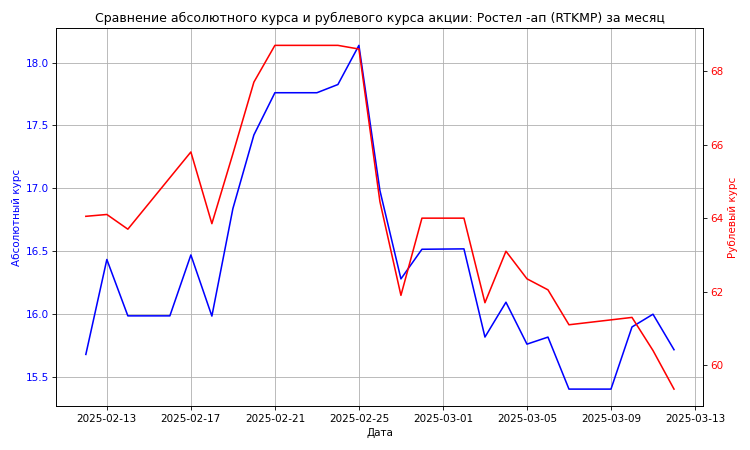 Сравнение абсолютного курса и рублевого курса акции: Ростел -ап (RTKMP) за месяц
Абсолютный курс
18.0
17.5
17.0
16.5
16.0
15.5
68
66
64
62
60
Рублевый курс
2025-02-13 2025-02-17 2025-02-21 2025-02-25 2025-03-01 2025-03-05 2025-03-09 2025-03-13
Дата